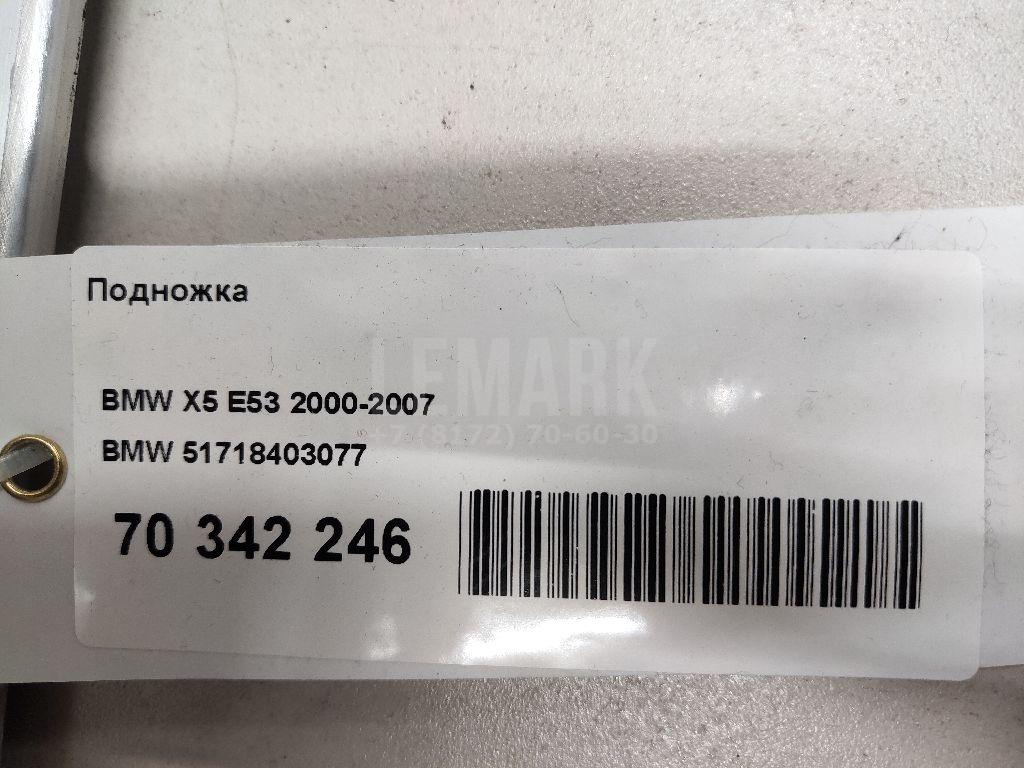 Подножка
LEMARK
BMW X5 E53 2000-2007
+7 (8172) 70-60-30
BMW 51718403077
70 342 246